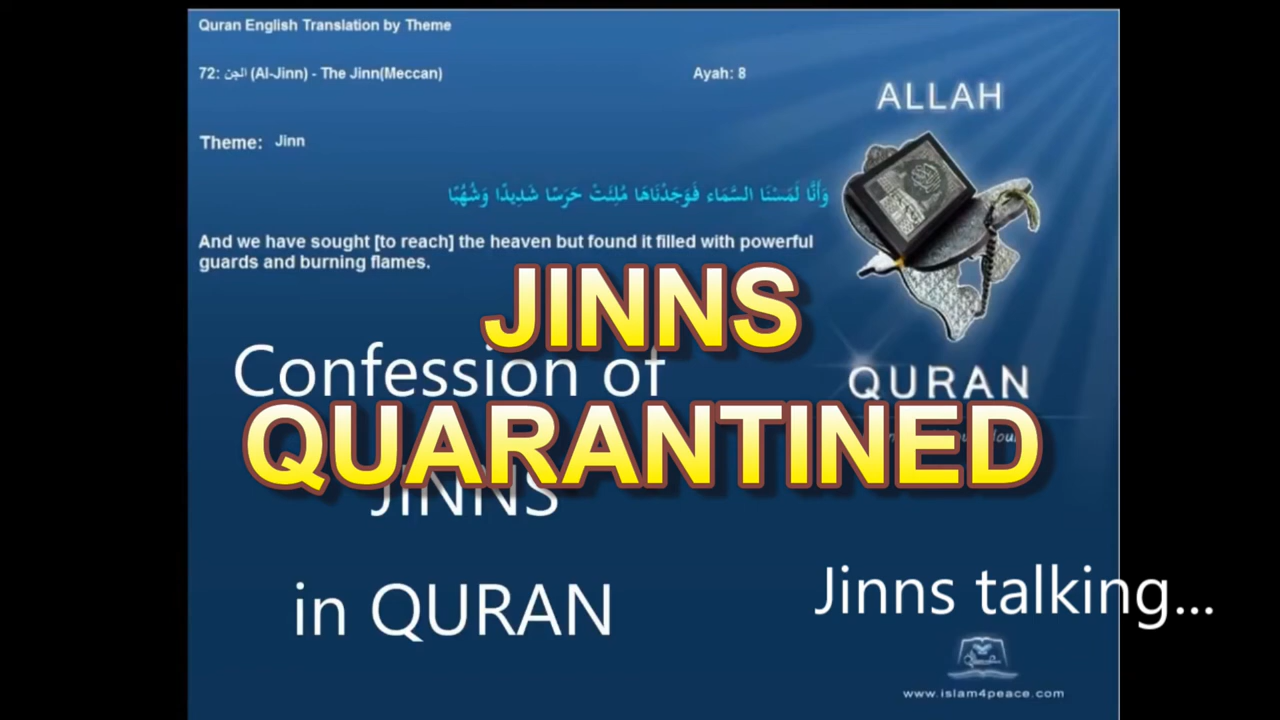 Quran English Translation by Theme
72: الجن (Al-Jinn) - The Jinn(Meccan)
Ayah: 8
ALLAH
Theme: Jinn
وَأَنَّا لَمَسْنَا السَّمَاء فَوَجَدْنَاهَا مُلِئَتْ حَرَسًا شَدِيدًا وَشُهُبًا
And we have sought [to reach] the heaven but found it filled with powerful
guards and burning flames.
JINNS
Confession of
QURAN
QUARANTINED
JINNS
Jinns talking...
in QURAN
www.islam4peace.com